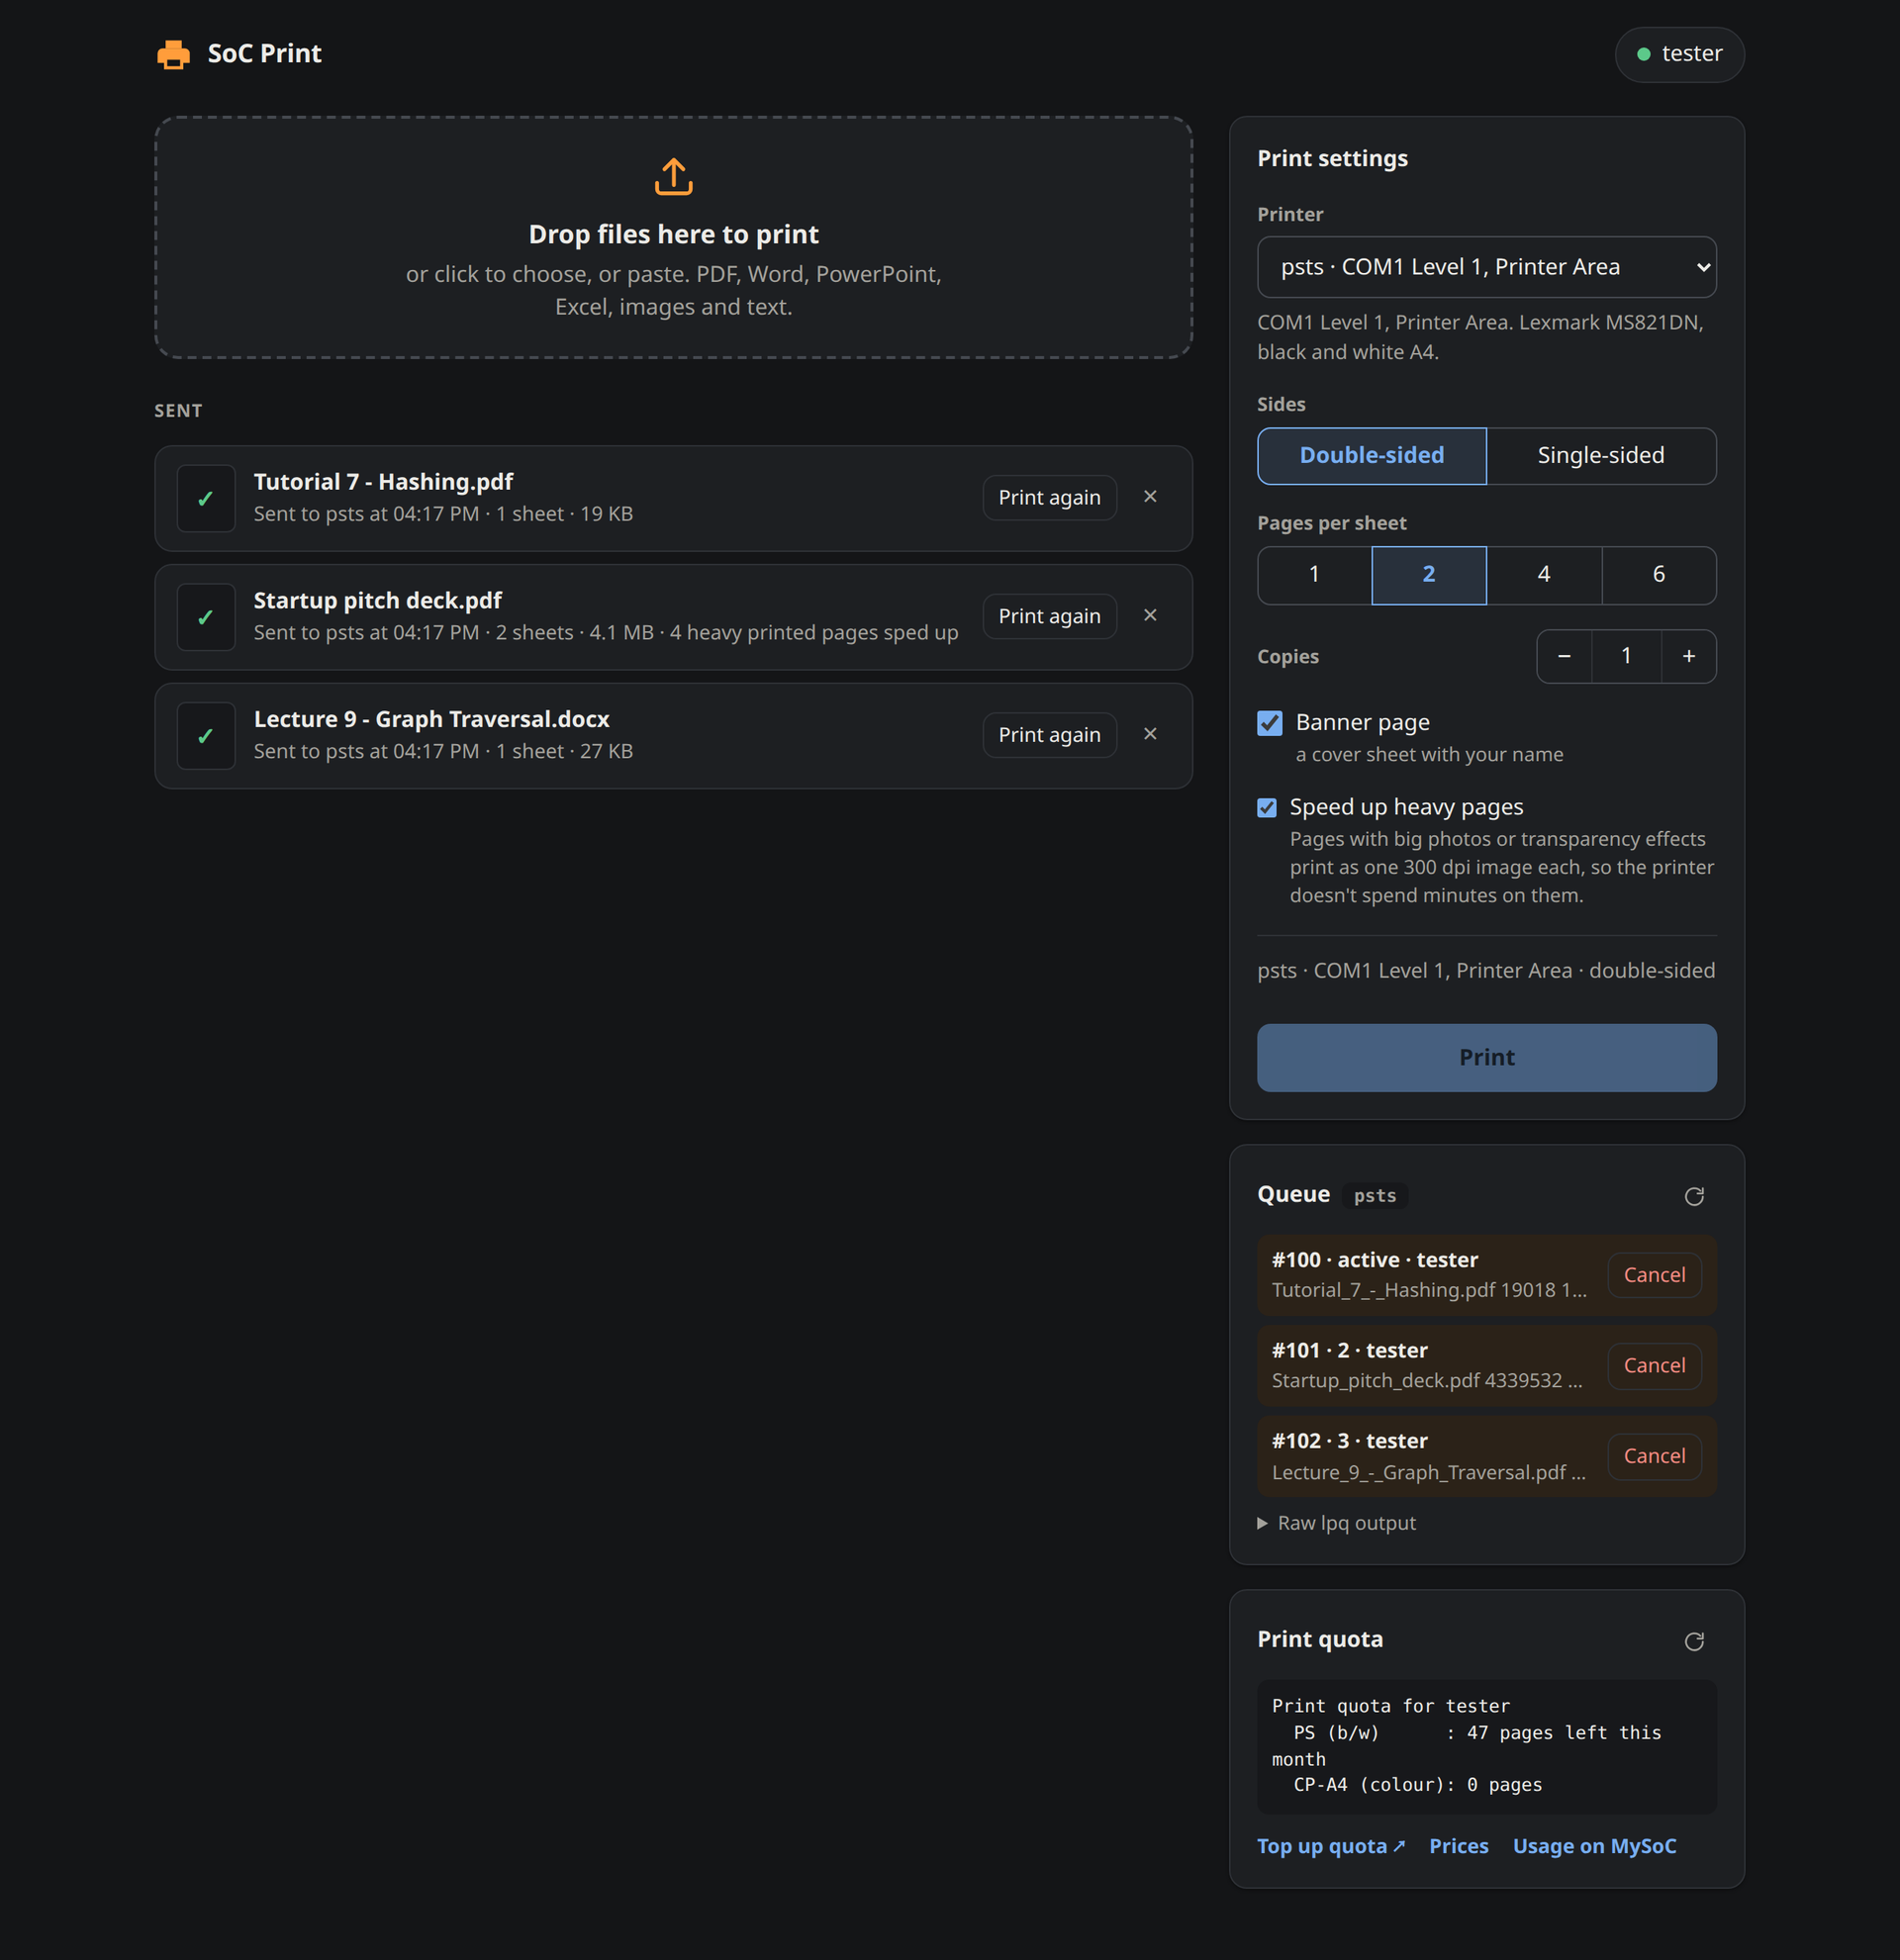 SoC Print
tester
Drop files here to print
or click to choose, or paste. PDF, Word, PowerPoint,
Excel, images and text.
SENT
✓
Tutorial 7 - Hashing.pdf
Sent to psts at 04:17 PM · 1 sheet · 19 KB
Print again
×
✓
Startup pitch deck.pdf
Sent to psts at 04:17 PM · 2 sheets · 4.1 MB · 4 heavy printed pages sped up
Print again
×
✓
Lecture 9 - Graph Traversal.docx
Sent to psts at 04:17 PM · 1 sheet · 27 KB
Print again
×
Print settings
Printer
psts · COM1 Level 1, Printer Area
COM1 Level 1, Printer Area. Lexmark MS821DN,
black and white A4.
Sides
Double-sided Single-sided
Pages per sheet
1 2 4 6
Copies − 1 +
Banner page
a cover sheet with your name
Speed up heavy pages
Pages with big photos or transparency effects
print as one 300 dpi image each, so the printer
doesn't spend minutes on them.
psts · COM1 Level 1, Printer Area · double-sided
Print
Queue psts
#100 · active · tester
Tutorial_7_-_Hashing.pdf 19018 1...
Cancel
#101 · 2 · tester
Startup_pitch_deck.pdf 4339532 ...
Cancel
#102 · 3 · tester
Lecture_9_-_Graph_Traversal.pdf ...
Cancel
▶ Raw lpq output
Print quota
Print quota for tester
PS (b/w)      : 47 pages left this
month
CP-A4 (colour): 0 pages
Top up quota ↗ Prices Usage on MySoC